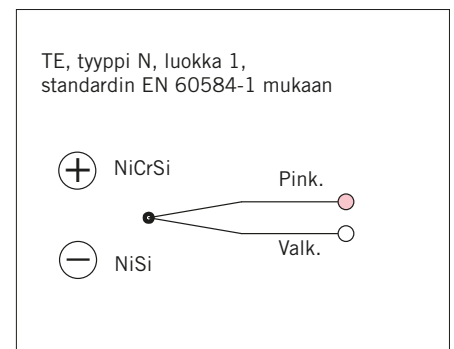 TE, tyyppi N, luokka 1,
standardin EN 60584-1 mukaan
+
NiCrSi
Pink.
Valk.
−
NiSi